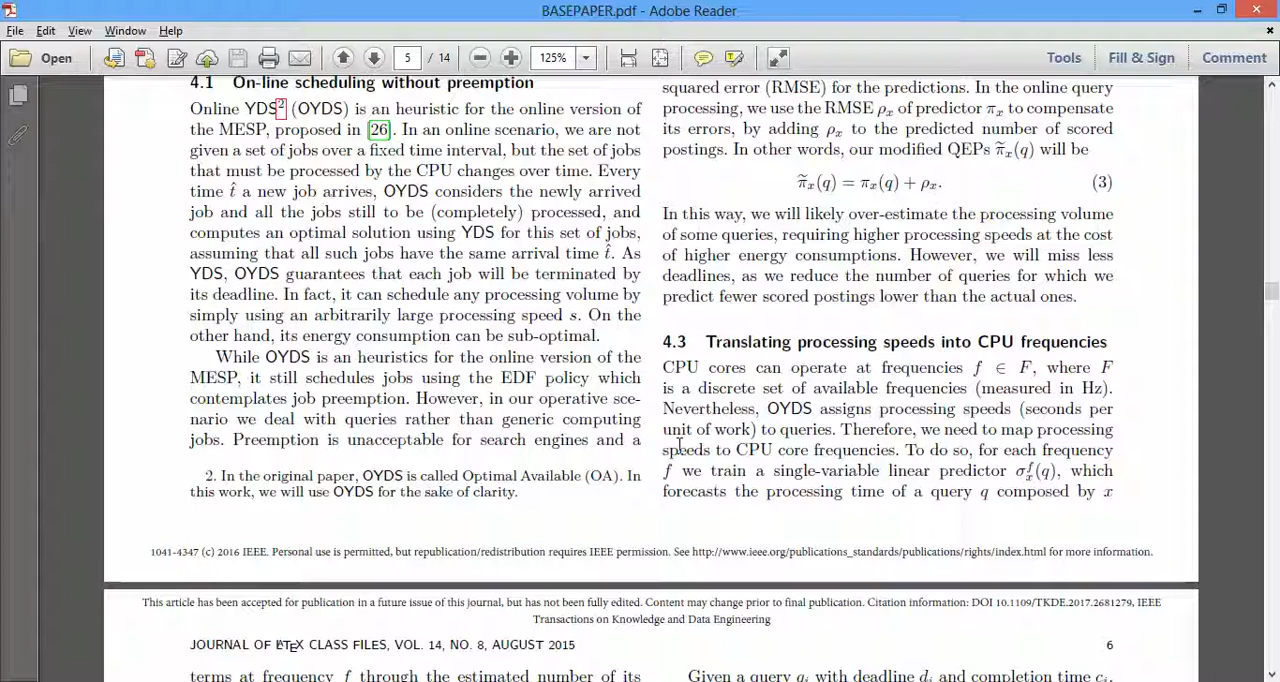 BASEPAPER.pdf - Adobe Reader
File Edit View Window Help
Open 5 / 14 125% Tools Fill & Sign Comment
4.1 On-line scheduling without preemption
Online YDS2 (OYDS) is an heuristic for the online version of
the MESP, proposed in [26]. In an online scenario, we are not
given a set of jobs over a fixed time interval, but the set of jobs
that must be processed by the CPU changes over time. Every
time t̂ a new job arrives, OYDS considers the newly arrived
job and all the jobs still to be (completely) processed, and
computes an optimal solution using YDS for this set of jobs,
assuming that all such jobs have the same arrival time t̂. As
YDS, OYDS guarantees that each job will be terminated by
its deadline. In fact, it can schedule any processing volume by
simply using an arbitrarily large processing speed s. On the
other hand, its energy consumption can be sub-optimal.
While OYDS is an heuristics for the online version of the
MESP, it still schedules jobs using the EDF policy which
contemplates job preemption. However, in our operative sce-
nario we deal with queries rather than generic computing
jobs. Preemption is unacceptable for search engines and a
2. In the original paper, OYDS is called Optimal Available (OA). In
this work, we will use OYDS for the sake of clarity.
squared error (RMSE) for the predictions. In the online query
processing, we use the RMSE ρx of predictor πx to compensate
its errors, by adding ρx to the predicted number of scored
postings. In other words, our modified QEPs π̃x(q) will be
π̃x(q) = πx(q) + ρx. (3)
In this way, we will likely over-estimate the processing volume
of some queries, requiring higher processing speeds at the cost
of higher energy consumptions. However, we will miss less
deadlines, as we reduce the number of queries for which we
predict fewer scored postings lower than the actual ones.
4.3 Translating processing speeds into CPU frequencies
CPU cores can operate at frequencies f ∈ F, where F
is a discrete set of available frequencies (measured in Hz).
Nevertheless, OYDS assigns processing speeds (seconds per
unit of work) to queries. Therefore, we need to map processing
speeds to CPU core frequencies. To do so, for each frequency
f we train a single-variable linear predictor σxf(q), which
forecasts the processing time of a query q composed by x
1041-4347 (c) 2016 IEEE. Personal use is permitted, but republication/redistribution requires IEEE permission. See http://www.ieee.org/publications_standards/publications/rights/index.html for more information.
This article has been accepted for publication in a future issue of this journal, but has not been fully edited. Content may change prior to final publication. Citation information: DOI 10.1109/TKDE.2017.2681279, IEEE
Transactions on Knowledge and Data Engineering
JOURNAL OF LATEX CLASS FILES, VOL. 14, NO. 8, AUGUST 2015 6
terms at frequency f through the estimated number of its
Given a query qi with deadline di and completion time ci,